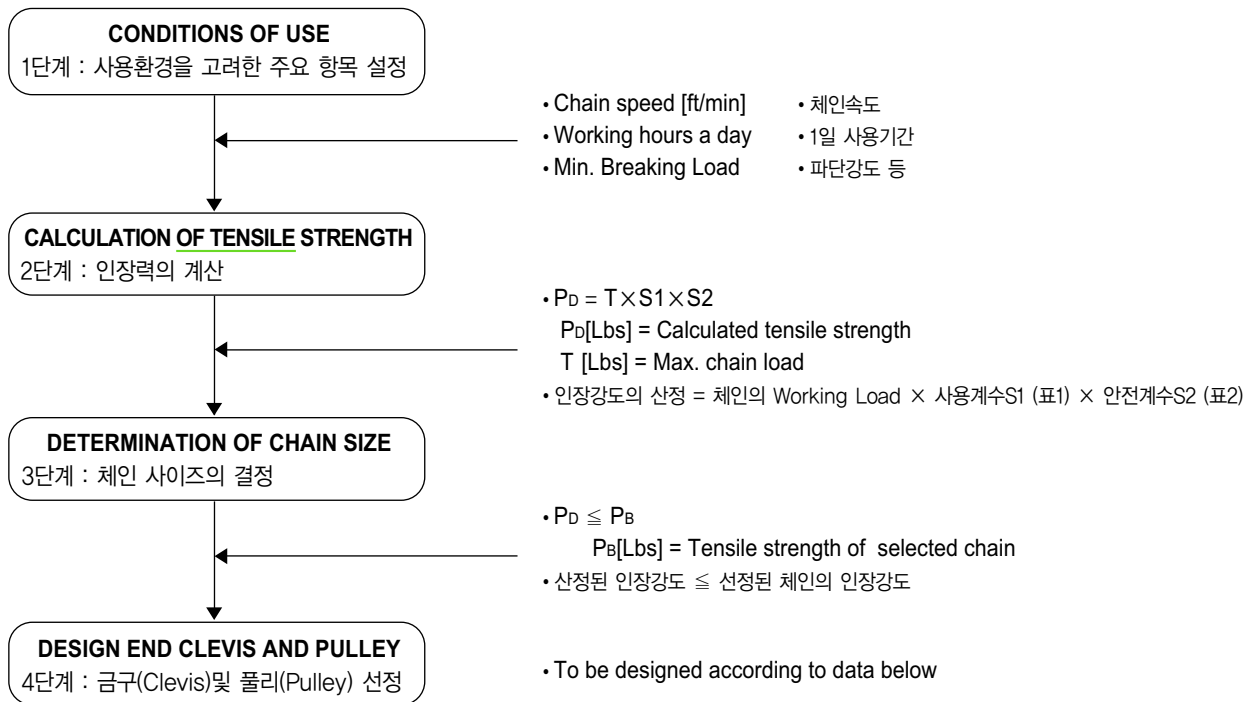 CONDITIONS OF USE
1단계 : 사용환경을 고려한 주요 항목 설정
• Chain speed [ft/min] • 체인속도
• Working hours a day • 1일 사용기간
• Min. Breaking Load • 파단강도 등
CALCULATION OF TENSILE STRENGTH
2단계 : 인장력의 계산
• PD = T×S1×S2
PD[Lbs] = Calculated tensile strength
T [Lbs] = Max. chain load
• 인장강도의 산정 = 체인의 Working Load × 사용계수S1 (표1) × 안전계수S2 (표2)
DETERMINATION OF CHAIN SIZE
3단계 : 체인 사이즈의 결정
• PD ≦ PB
PB[Lbs] = Tensile strength of selected chain
• 산정된 인장강도 ≦ 선정된 체인의 인장강도
DESIGN END CLEVIS AND PULLEY
4단계 : 금구(Clevis)및 풀리(Pulley) 선정
• To be designed according to data below